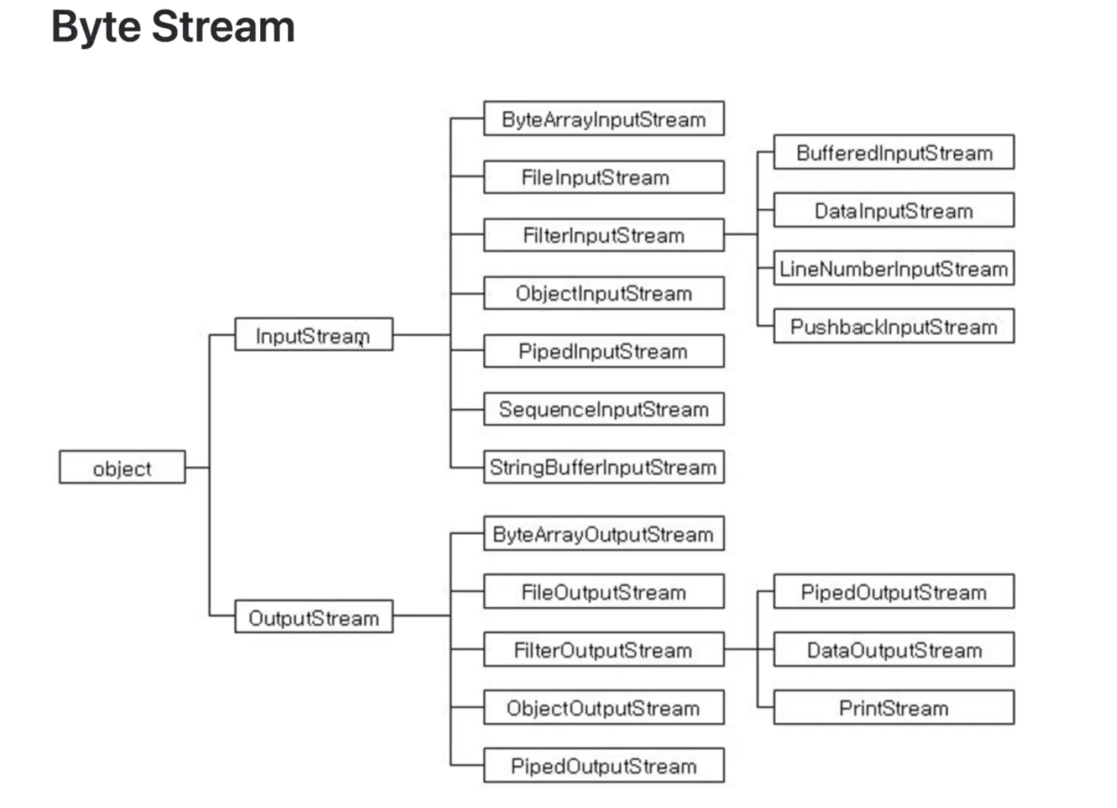 Byte Stream
ByteArrayInputStream
BufferedInputStream
FileInputStream
DataInputStream
FilterInputStream
LineNumberInputStream
ObjectInputStream
PushbackInputStream
InputStream
PipedInputStream
SequenceInputStream
object
StringBufferInputStream
ByteArrayOutputStream
FileOutputStream
PipedOutputStream
OutputStream
FilterOutputStream
DataOutputStream
ObjectOutputStream
PrintStream
PipedOutputStream